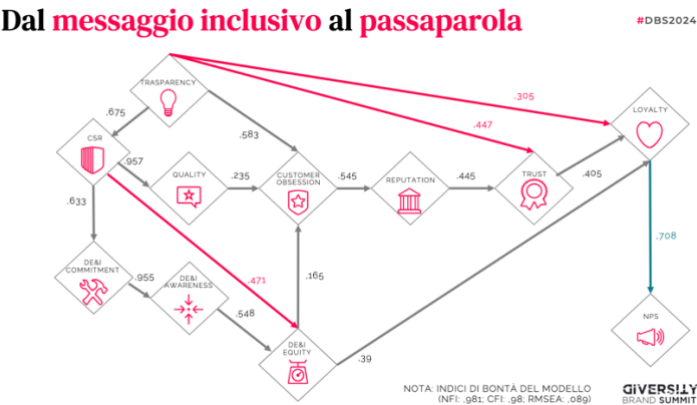 Dal messaggio inclusivo al passaparola
#DBS2024
TRASPARENCY
LOYALTY
.305
.675
.447
.583
CSR
.957
QUALITY
.235
CUSTOMER
OBSESSION
.545
REPUTATION
.445
TRUST
.405
.633
.708
DE&I
COMMITMENT
.955
DE&I
AWARENESS
.471
.165
.548
NPS
DE&I
EQUITY
.39
NOTA: INDICI DI BONTÀ DEL MODELLO
(NFI: .981; CFI: .98; RMSEA: .089)
DIVERSITY
BRAND SUMMIT